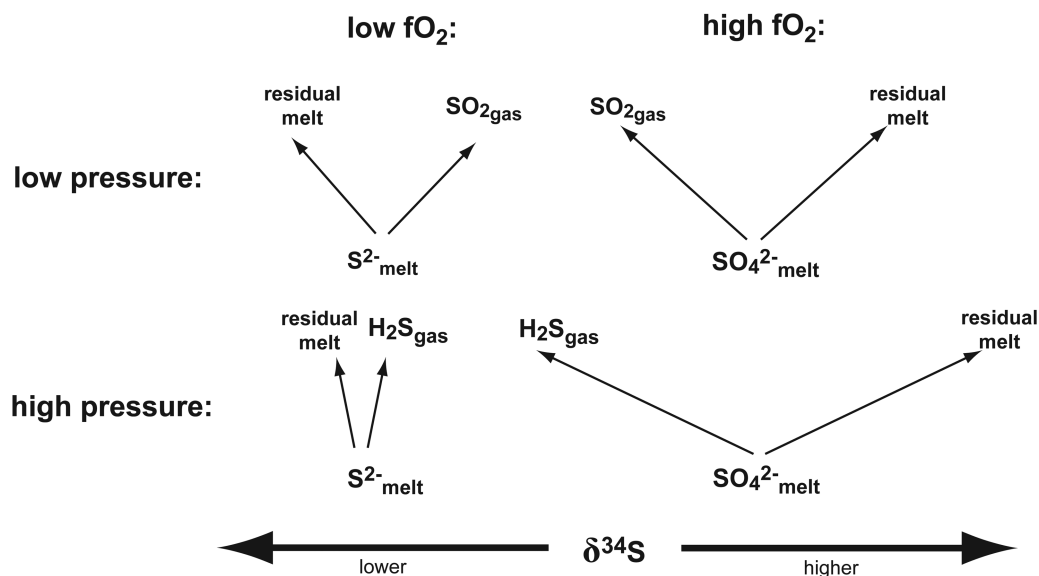 low fO₂:
high fO₂:
low pressure:
residual
melt
SO₂gas
SO₂gas
residual
melt
S²⁻melt
SO₄²⁻melt
high pressure:
residual
melt
H₂Sgas
H₂Sgas
residual
melt
S²⁻melt
SO₄²⁻melt
lower
δ³⁴S
higher